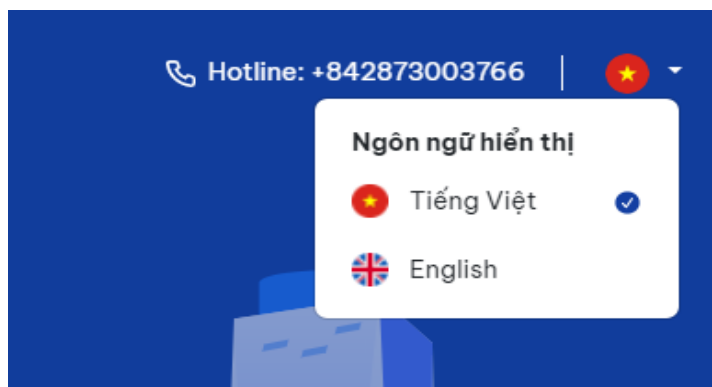 Hotline: +842873003766
Ngôn ngữ hiển thị
Tiếng Việt
English